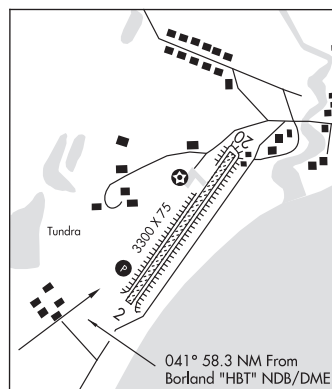 20
3300 X 75
Tundra
P
2
041° 58.3 NM From
Borland "HBT" NDB/DME